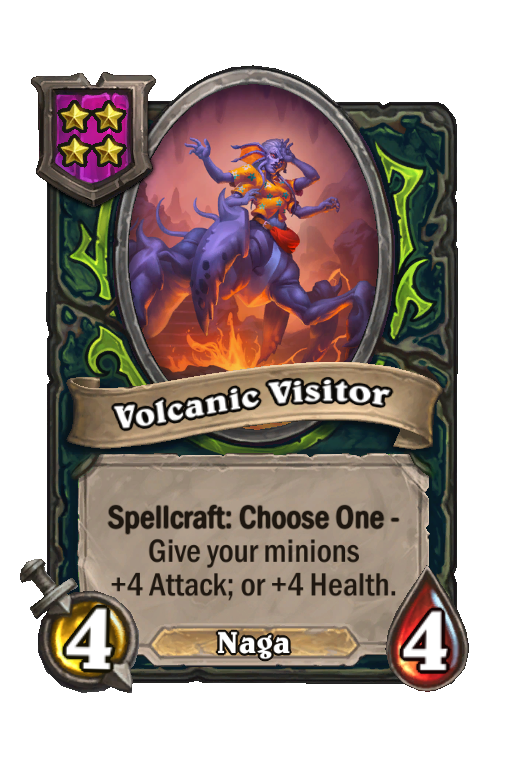 Volcanic Visitor
Spellcraft: Choose One -
Give your minions
+4 Attack; or +4 Health.
4
Naga
4